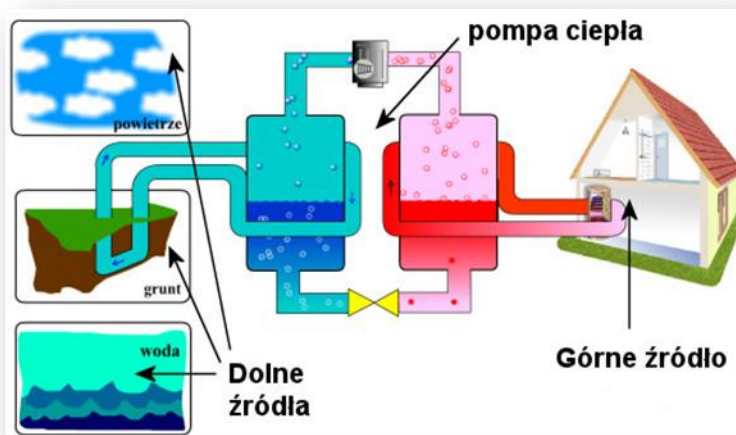 pompa ciepła
powietrze
grunt
woda
Dolne
źródła
Górne źródło